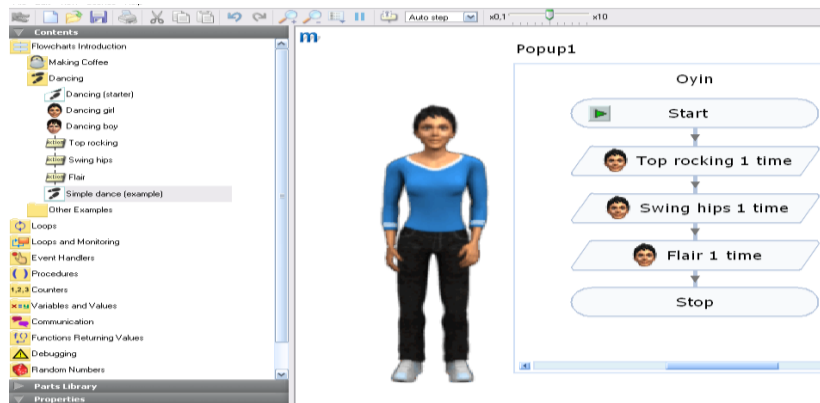 Auto step
x0,1
x10
Contents
Flowcharts Introduction
Making Coffee
Dancing
Dancing (starter)
Dancing girl
Dancing boy
Top rocking
Swing hips
Flair
Simple dance (example)
Other Examples
Loops
Loops and Monitoring
Event Handlers
Procedures
1,2,3 Counters
Variables and Values
Communication
Functions Returning Values
Debugging
Random Numbers
Parts Library
Properties
m
Popup1
Oyin
Start
Top rocking 1 time
Swing hips 1 time
Flair 1 time
Stop